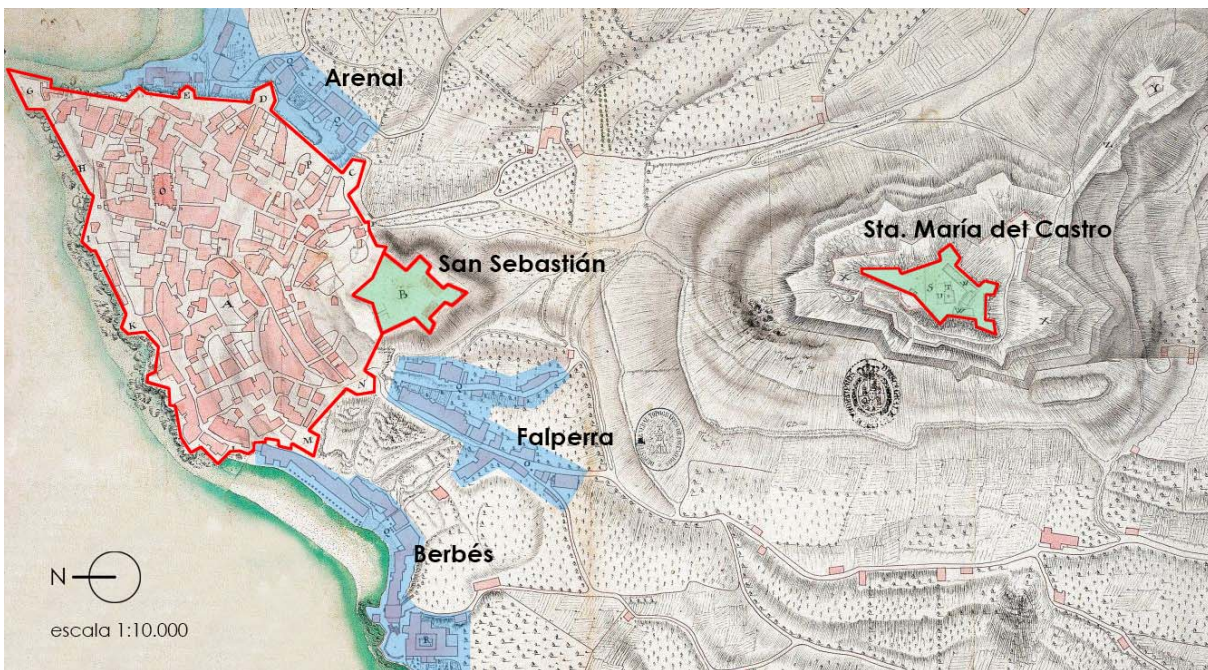 Arenal
G
E
D
C
H
O
P
Y
Z
Sta. María del Castro
San Sebastián
B
I
A
S
X
K
N
Falperra
M
Berbés
R
N
escala 1:10.000